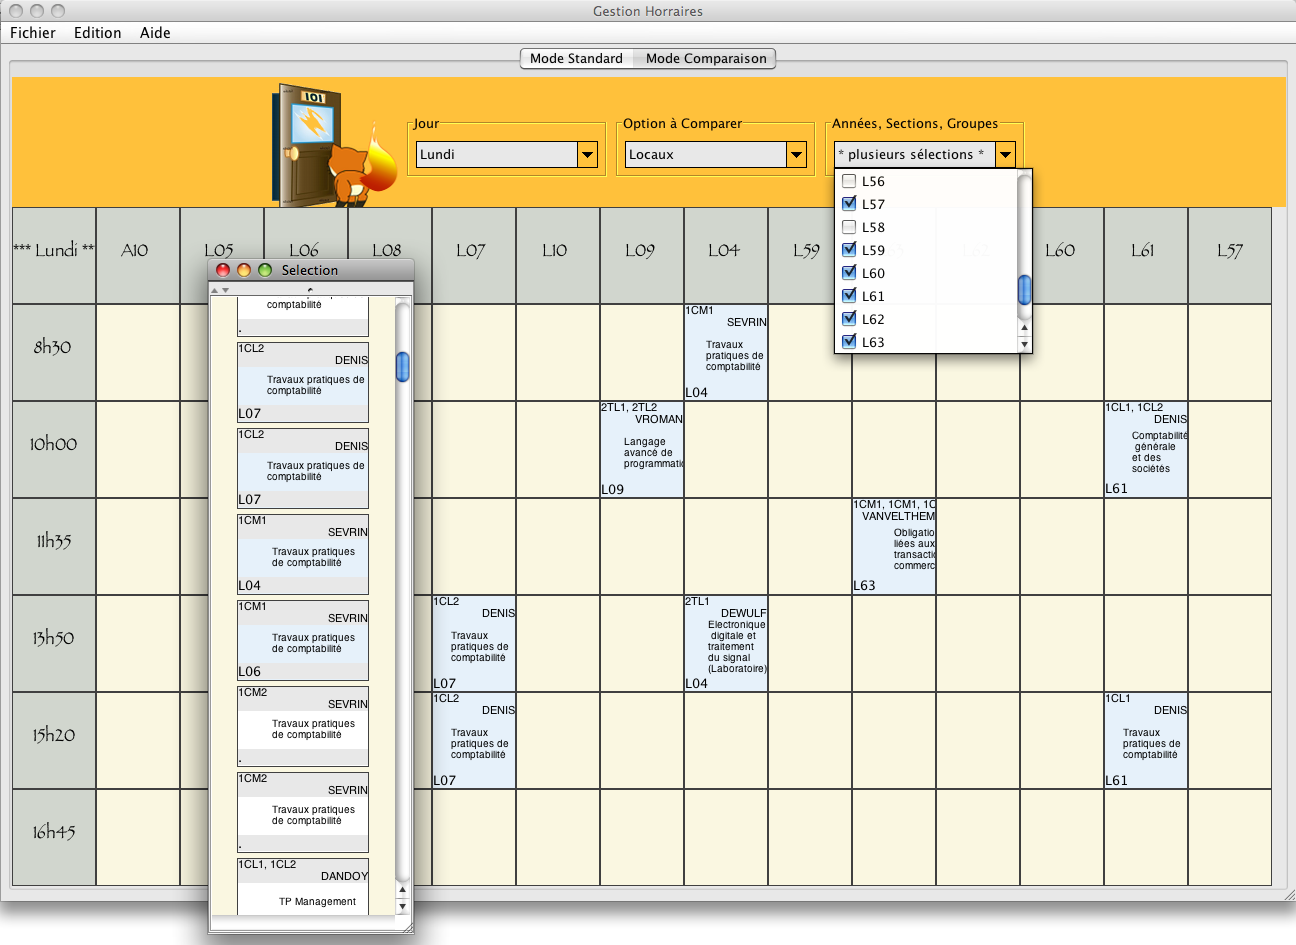 Gestion Horraires
Fichier Edition Aide
Mode Standard Mode Comparaison
101
Jour
Lundi
Option à Comparer
Locaux
Années, Sections, Groupes
* plusieurs sélections *
L56
L57
L58
L59
L60
L61
L62
L63
*** Lundi ** A10 L05 L06 L08 L07 L10 L09 L04 L59 L60 L61 L57
8h30
1CM1
SEVRIN
Travaux
pratiques de
comptabilité
L04
10h00
2TL1, 2TL2
VROMAN
Langage
avancé de
programmati
L09
1CL1, 1CL2
DENIS
Comptabilité
générale
et des
sociétés
L61
11h35
1CM1, 1CM1, 1C
VANVELTHEM
Obligatio
liées aux
transacti
commerc
L63
13h50
1CL2
DENIS
Travaux
pratiques de
comptabilité
L07
2TL1
DEWULF
Electronique
digitale et
traitement
du signal
(Laboratoire)
L04
15h20
1CL2
DENIS
Travaux
pratiques de
comptabilité
L07
1CL1
DENIS
Travaux
pratiques de
comptabilité
L61
16h45
Selection
comptabilité
.
1CL2
DENIS
Travaux pratiques de
comptabilité
L07
1CL2
DENIS
Travaux pratiques de
comptabilité
L07
1CM1
SEVRIN
Travaux pratiques
de comptabilité
L04
1CM1
SEVRIN
Travaux pratiques
de comptabilité
L06
1CM2
SEVRIN
Travaux pratiques
de comptabilité
.
1CM2
SEVRIN
Travaux pratiques
de comptabilité
.
1CL1, 1CL2
DANDOY
TP Management